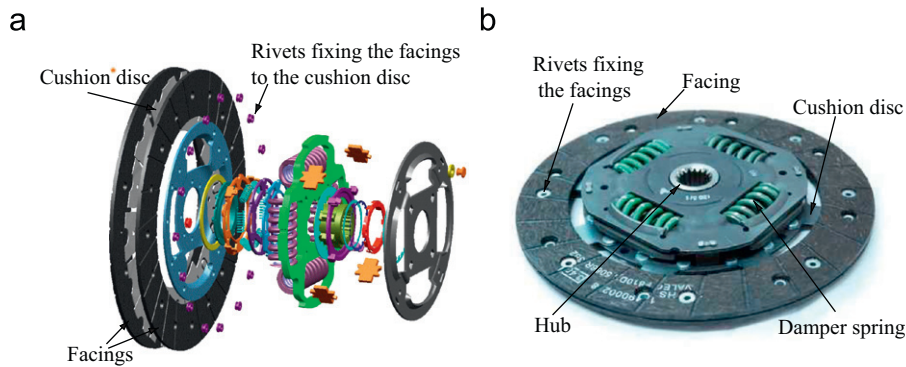 a
Rivets fixing the facings
to the cushion disc
Cushion disc
Facings
b
Rivets fixing
the facings
Facing
Cushion disc
Hub
Damper spring